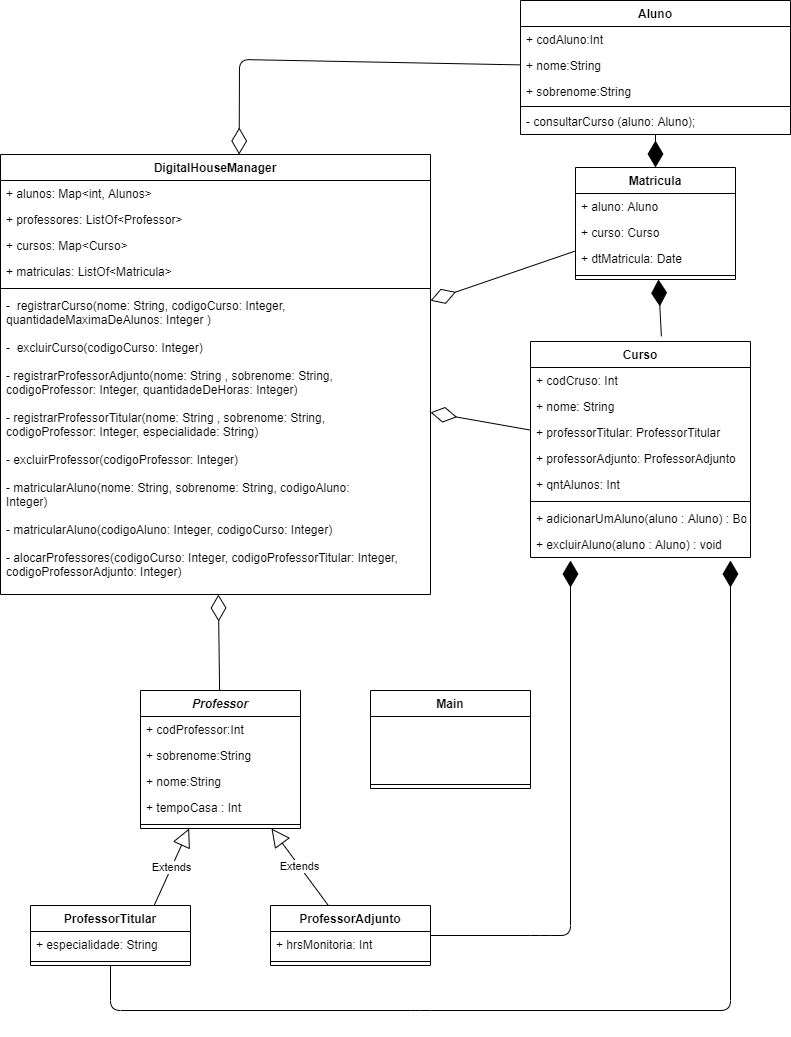 Aluno
+ codAluno:Int
+ nome:String
+ sobrenome:String
- consultarCurso (aluno: Aluno);
DigitalHouseManager
+ alunos: Map<int, Alunos>
+ professores: ListOf<Professor>
+ cursos: Map<Curso>
+ matriculas: ListOf<Matricula>
-  registrarCurso(nome: String, codigoCurso: Integer,
quantidadeMaximaDeAlunos: Integer )
-  excluirCurso(codigoCurso: Integer)
- registrarProfessorAdjunto(nome: String , sobrenome: String,
codigoProfessor: Integer, quantidadeDeHoras: Integer)
- registrarProfessorTitular(nome: String , sobrenome: String,
codigoProfessor: Integer, especialidade: String)
- excluirProfessor(codigoProfessor: Integer)
- matricularAluno(nome: String, sobrenome: String, codigoAluno:
Integer)
- matricularAluno(codigoAluno: Integer, codigoCurso: Integer)
- alocarProfessores(codigoCurso: Integer, codigoProfessorTitular: Integer,
codigoProfessorAdjunto: Integer)
Matricula
+ aluno: Aluno
+ curso: Curso
+ dtMatricula: Date
Curso
+ codCruso: Int
+ nome: String
+ professorTitular: ProfessorTitular
+ professorAdjunto: ProfessorAdjunto
+ qntAlunos: Int
+ adicionarUmAluno(aluno : Aluno) : Bo
+ excluirAluno(aluno : Aluno) : void
Professor
+ codProfessor:Int
+ sobrenome:String
+ nome:String
+ tempoCasa : Int
Main
Extends
Extends
ProfessorTitular
+ especialidade: String
ProfessorAdjunto
+ hrsMonitoria: Int